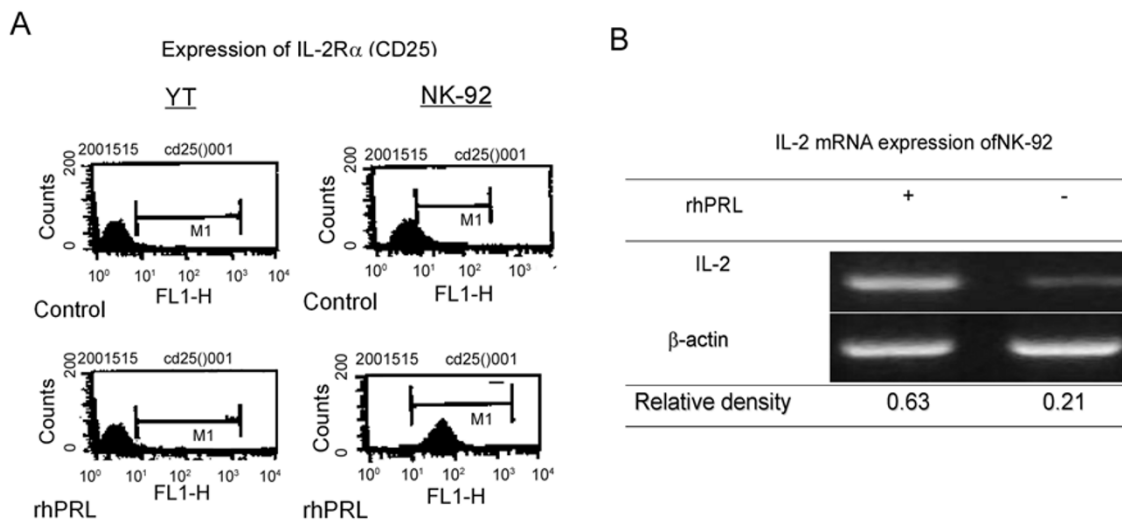 A
Expression of IL-2Rα (CD25)
YT
NK-92
2001515 cd25()001
200
Counts
0
M1
10⁰ 10¹ 10² 10³ 10⁴
FL1-H
Control
2001515 cd25()001
200
Counts
0
M1
10⁰ 10¹ 10² 10³
FL1-H
Control
2001515 cd25()001
200
Counts
0
M1
10⁰ 10¹ 10² 10³ 10⁴
FL1-H
rhPRL
2001515 cd25()001
200
Counts
0
M1
10⁰ 10¹ 10² 10³ 10⁴
FL1-H
rhPRL
B
IL-2 mRNA expression ofNK-92
rhPRL + -
IL-2
β-actin
Relative density 0.63 0.21